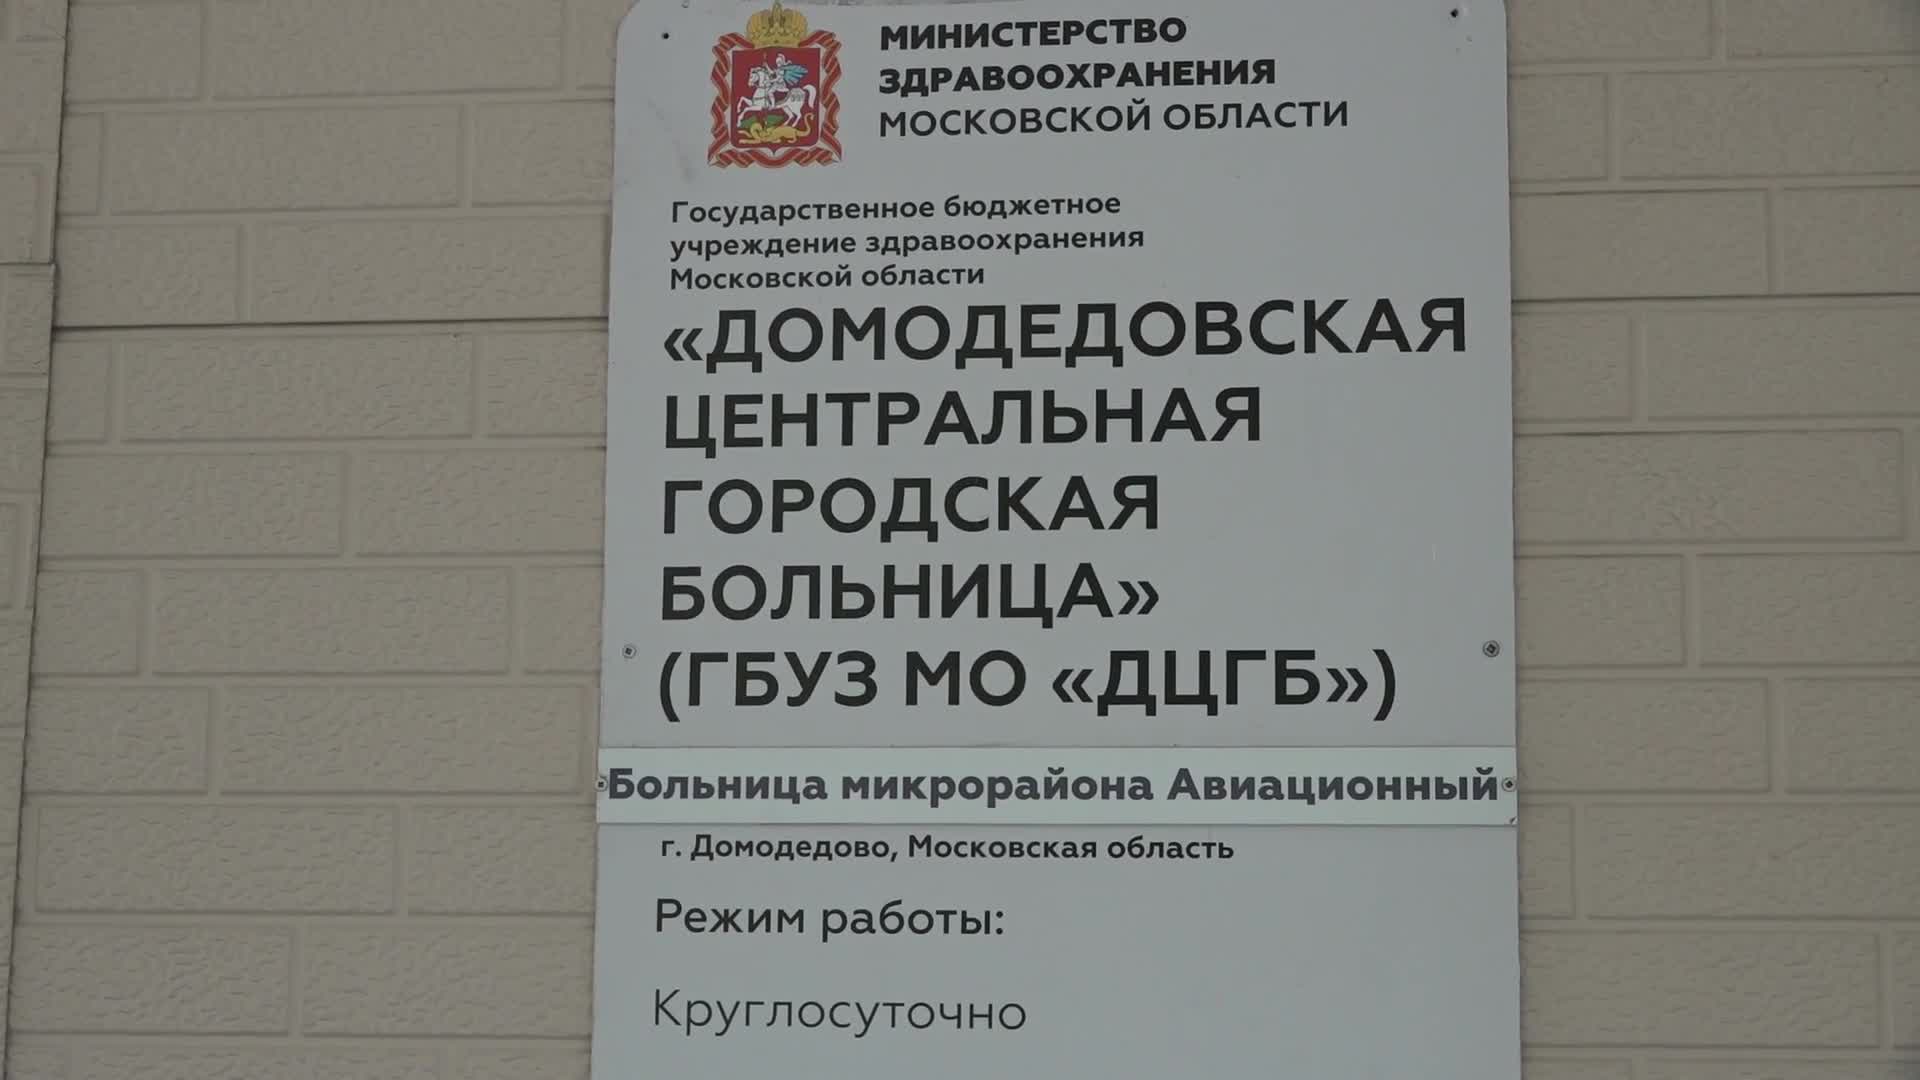 МИНИСТЕРСТВО
ЗДРАВООХРАНЕНИЯ
МОСКОВСКОЙ ОБЛАСТИ
Государственное бюджетное
учреждение здравоохранения
Московской области
«ДОМОДЕДОВСКАЯ
ЦЕНТРАЛЬНАЯ
ГОРОДСКАЯ
БОЛЬНИЦА»
(ГБУЗ МО «ДЦГБ»)
Больница микрорайона Авиационный
г. Домодедово, Московская область
Режим работы:
Круглосуточно